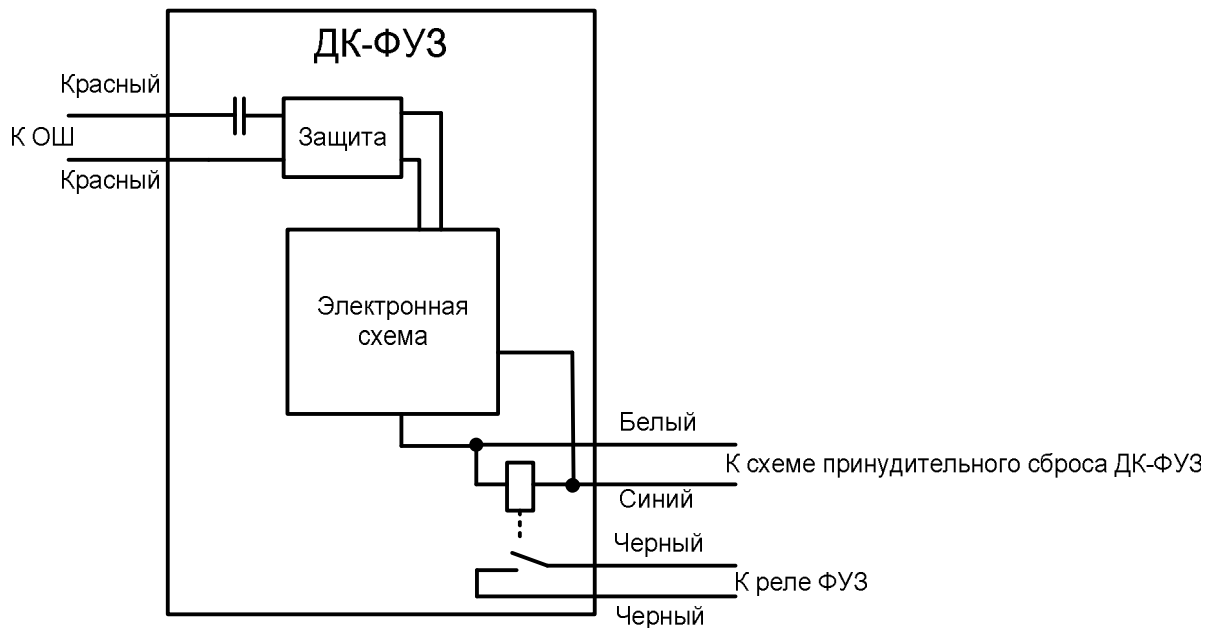 ДК-ФУЗ
Красный
К ОШ
Защита
Красный
Электронная
схема
Белый
К схеме принудительного сброса ДК-ФУЗ
Синий
Черный
К реле ФУЗ
Черный